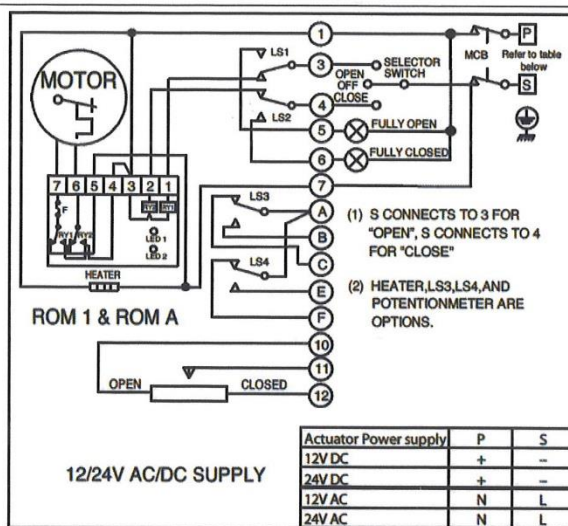 1
P
LS1
MCB
Refer to table
below
3
SELECTOR
SWITCH
MOTOR
OPEN
OFF
S
4
CLOSE
LS2
5
FULLY OPEN
6
FULLY CLOSED
7
7 6 5 4 3 2 1
LS3
A
(1) S CONNECTS TO 3 FOR
"OPEN", S CONNECTS TO 4
FOR "CLOSE"
F
RY2 RY1
RY1 RY2
B
LED 1
LED 2
C
LS4
HEATER
E
(2) HEATER,LS3,LS4,AND
POTENTIONMETER ARE
OPTIONS.
ROM 1 & ROM A
F
10
11
OPEN
CLOSED
12
12/24V AC/DC SUPPLY
Actuator Power supply P S
12V DC + –
24V DC + –
12V AC N L
24V AC N L